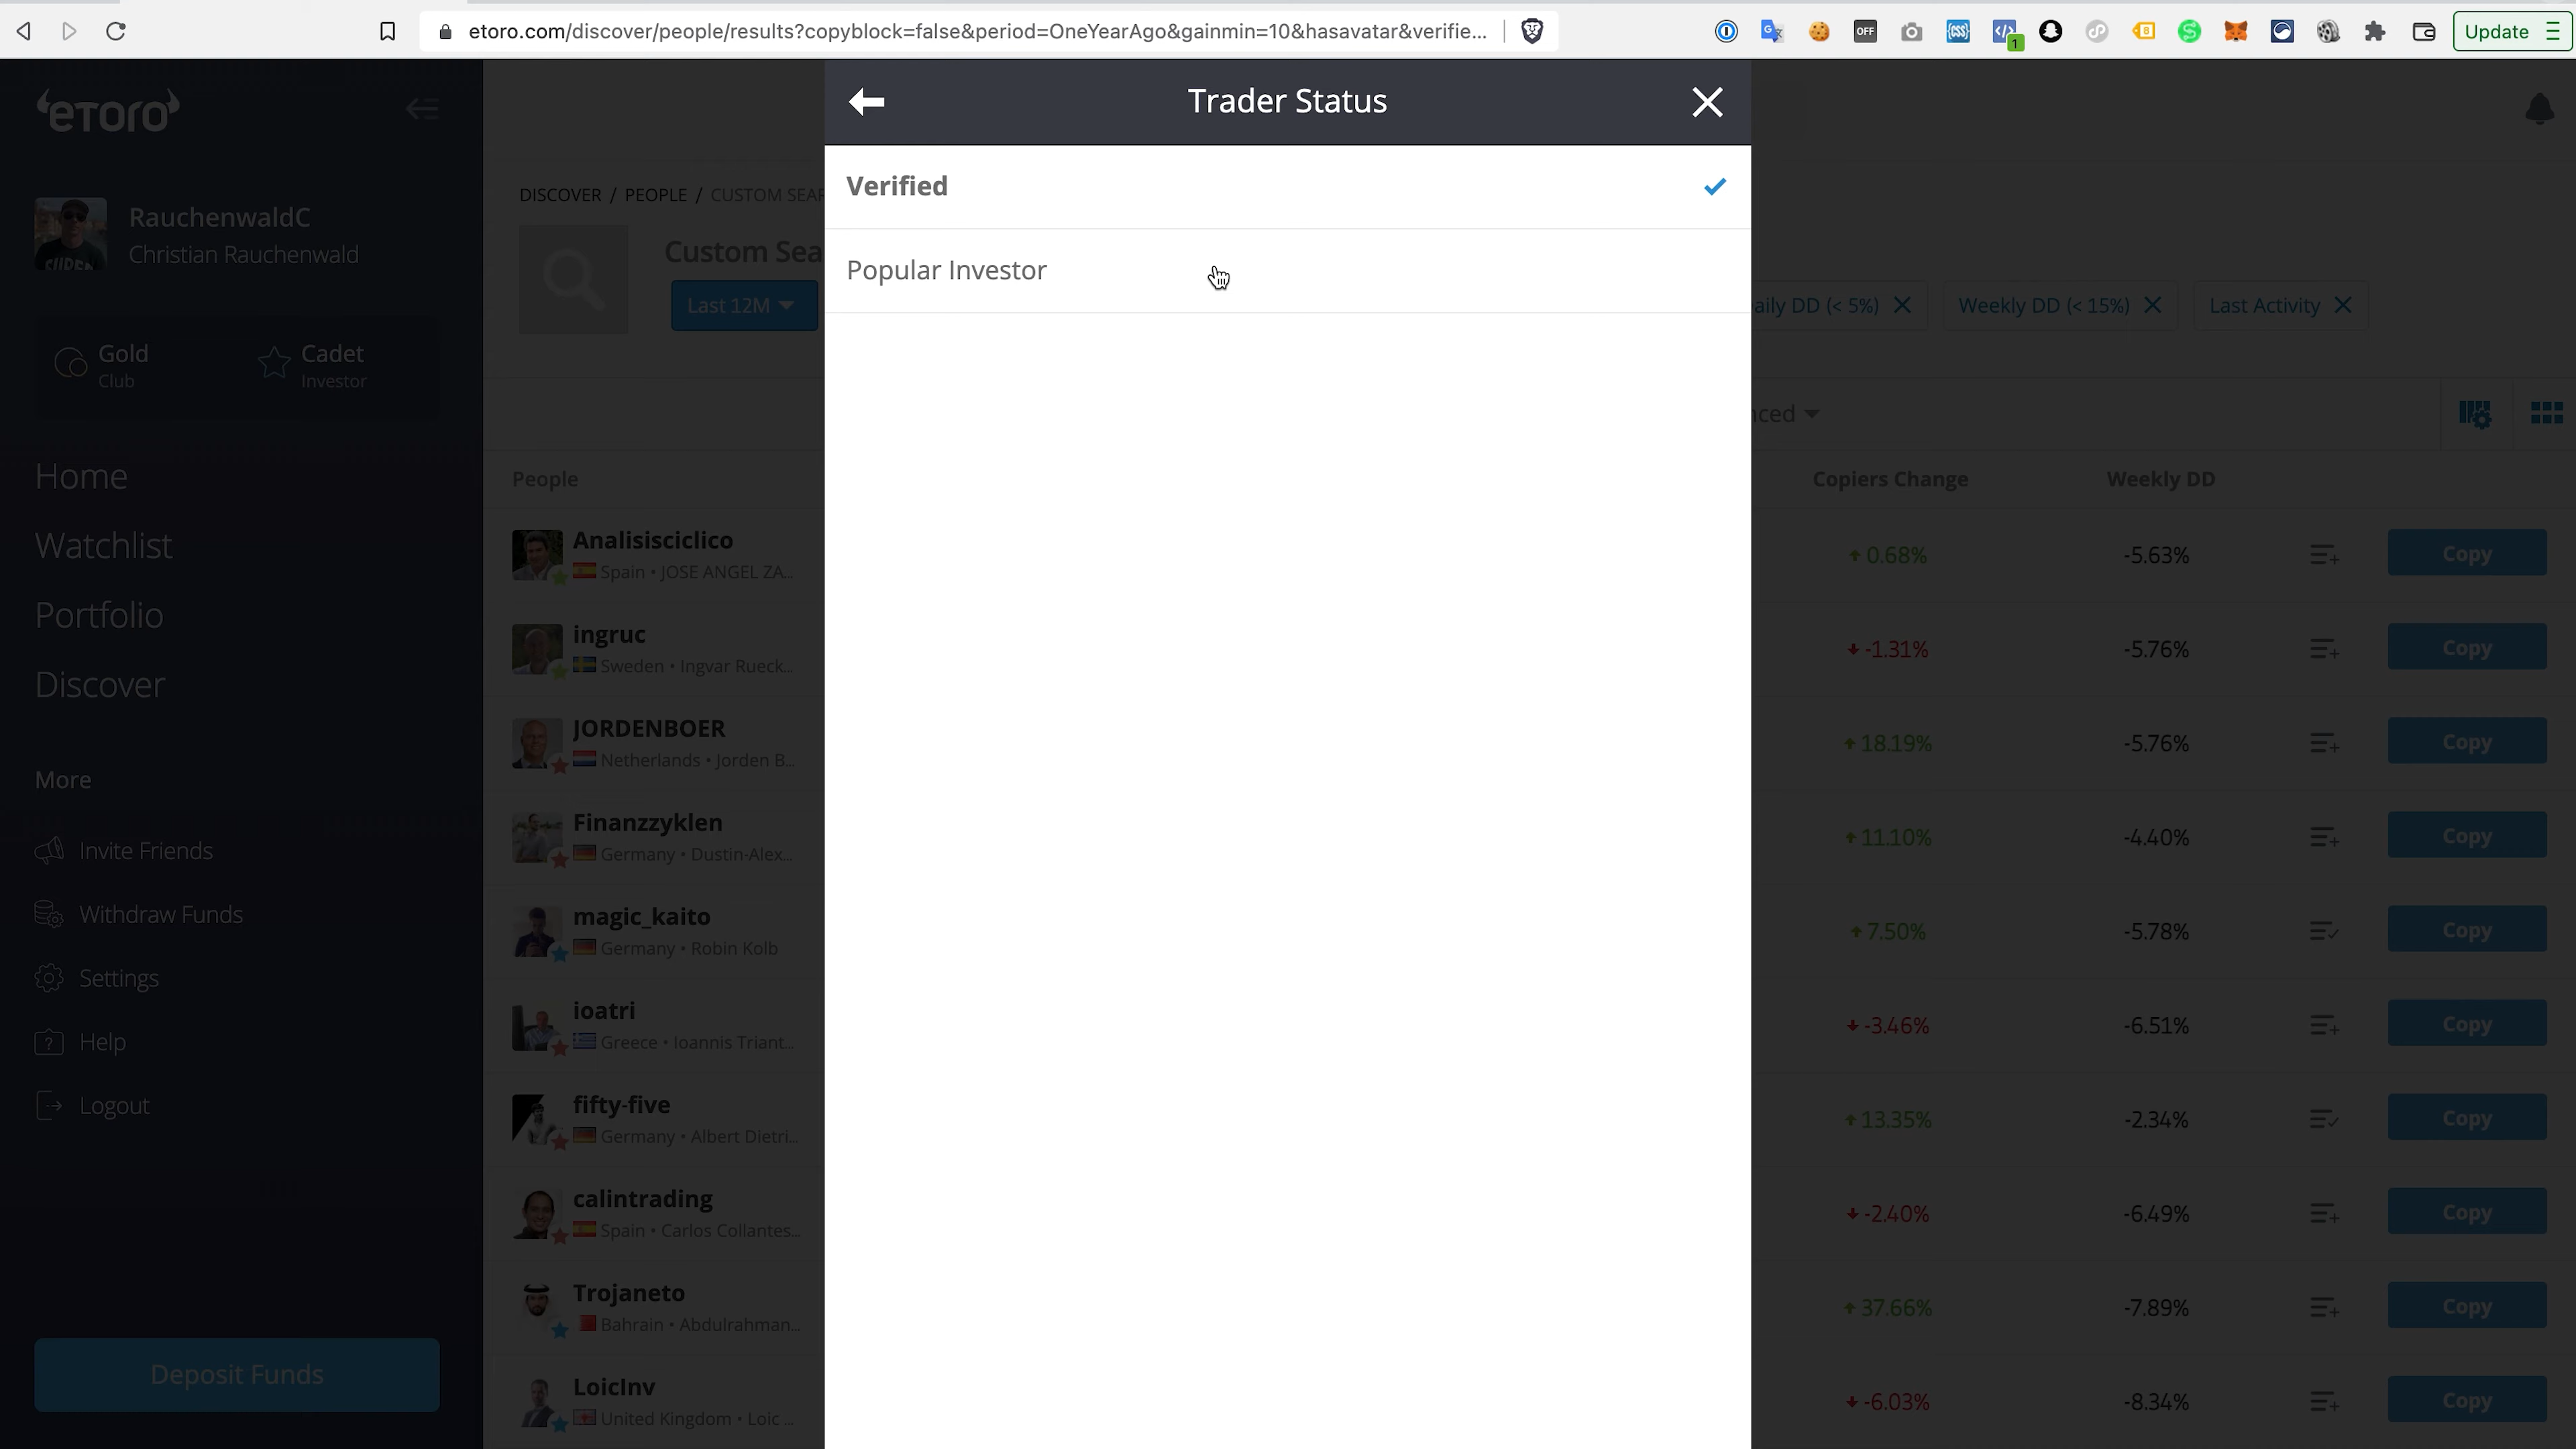 etoro.com/discover/people/results?copyblock=false&period=OneYearAgo&gainmin=10&hasavatar&verifie...
OFF
1
Update
eTORO
RauchenwaldC
Christian Rauchenwald
Gold
Club
Cadet
Investor
Home
Watchlist
Portfolio
Discover
More
Invite Friends
Withdraw Funds
Settings
Help
Logout
Deposit Funds
Trader Status
Verified
Popular Investor
DISCOVER / PEOPLE / CUSTOM SEAR
Custom Sea
Last 12M
aily DD (< 5%)
Weekly DD (< 15%)
Last Activity
nced
People
Copiers Change
Weekly DD
Analisisciclico
Spain • JOSE ANGEL ZA...
0.68%
-5.63%
Copy
ingruc
Sweden • Ingvar Rueck...
-1.31%
-5.76%
Copy
JORDENBOER
Netherlands • Jorden B...
18.19%
-5.76%
Copy
Finanzzyklen
Germany • Dustin-Alex...
11.10%
-4.40%
Copy
magic_kaito
Germany • Robin Kolb
7.50%
-5.78%
Copy
ioatri
Greece • Ioannis Triant...
-3.46%
-6.51%
Copy
fifty-five
Germany • Albert Dietri...
13.35%
-2.34%
Copy
calintrading
Spain • Carlos Collantes...
-2.40%
-6.49%
Copy
Trojaneto
Bahrain • Abdulrahman...
37.66%
-7.89%
Copy
LoicInv
United Kingdom • Loic ...
-6.03%
-8.34%
Copy